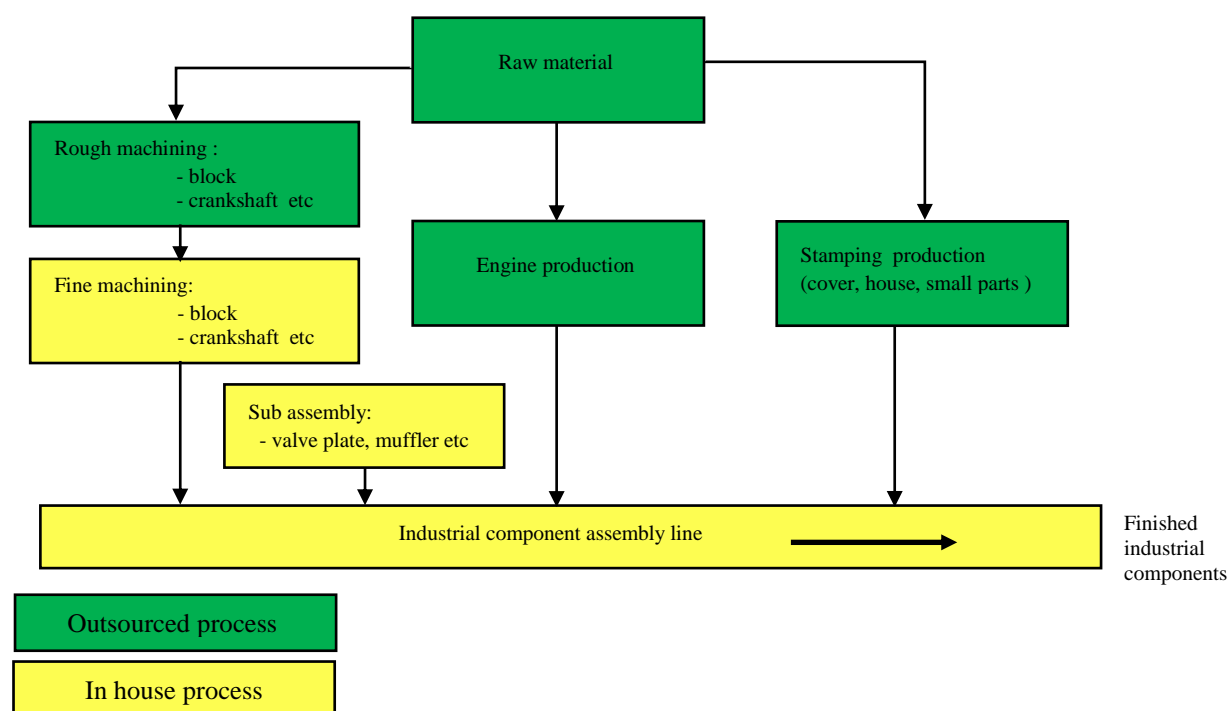 Raw material
Rough machining :
- block
- crankshaft etc
Fine machining:
- block
- crankshaft etc
Engine production
Stamping production
(cover, house, small parts )
Sub assembly:
- valve plate, muffler etc
Industrial component assembly line
Finished
industrial
components
Outsourced process
In house process